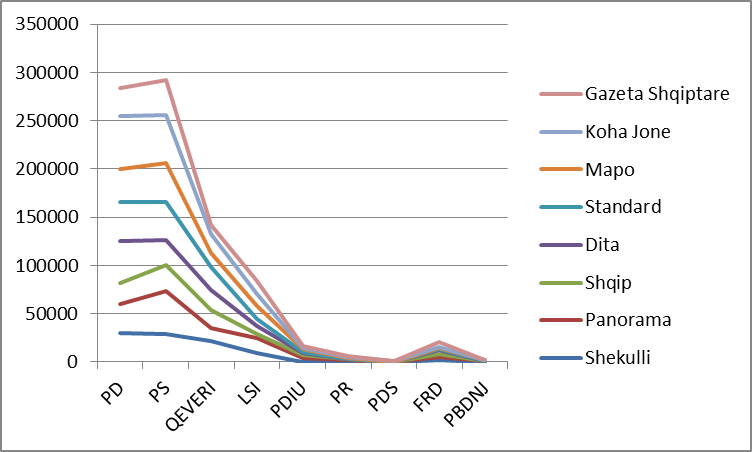 350000
300000
250000
200000
150000
100000
50000
0
PD
PS
QEVERI
LSI
PDIU
PR
PDS
FRD
PBDNJ
Gazeta Shqiptare
Koha Jone
Mapo
Standard
Dita
Shqip
Panorama
Shekulli